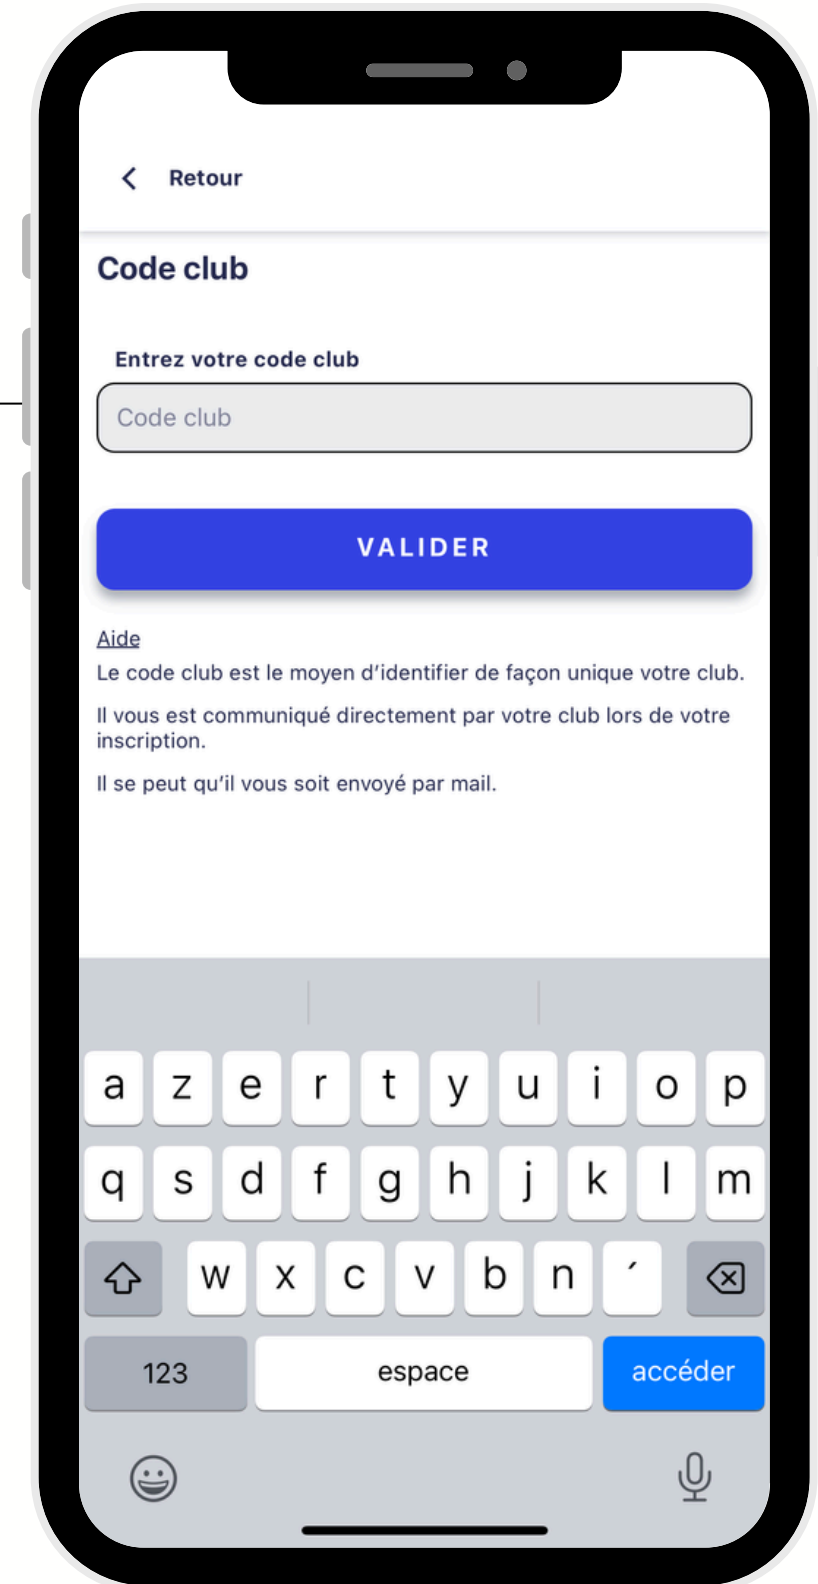 Retour
Code club
Entrez votre code club
Code club
VALIDER
Aide
Le code club est le moyen d’identifier de façon unique votre club.
Il vous est communiqué directement par votre club lors de votre
inscription.
Il se peut qu’il vous soit envoyé par mail.
a z e r t y u i o p
q s d f g h j k l m
w x c v b n ´
123 espace accéder